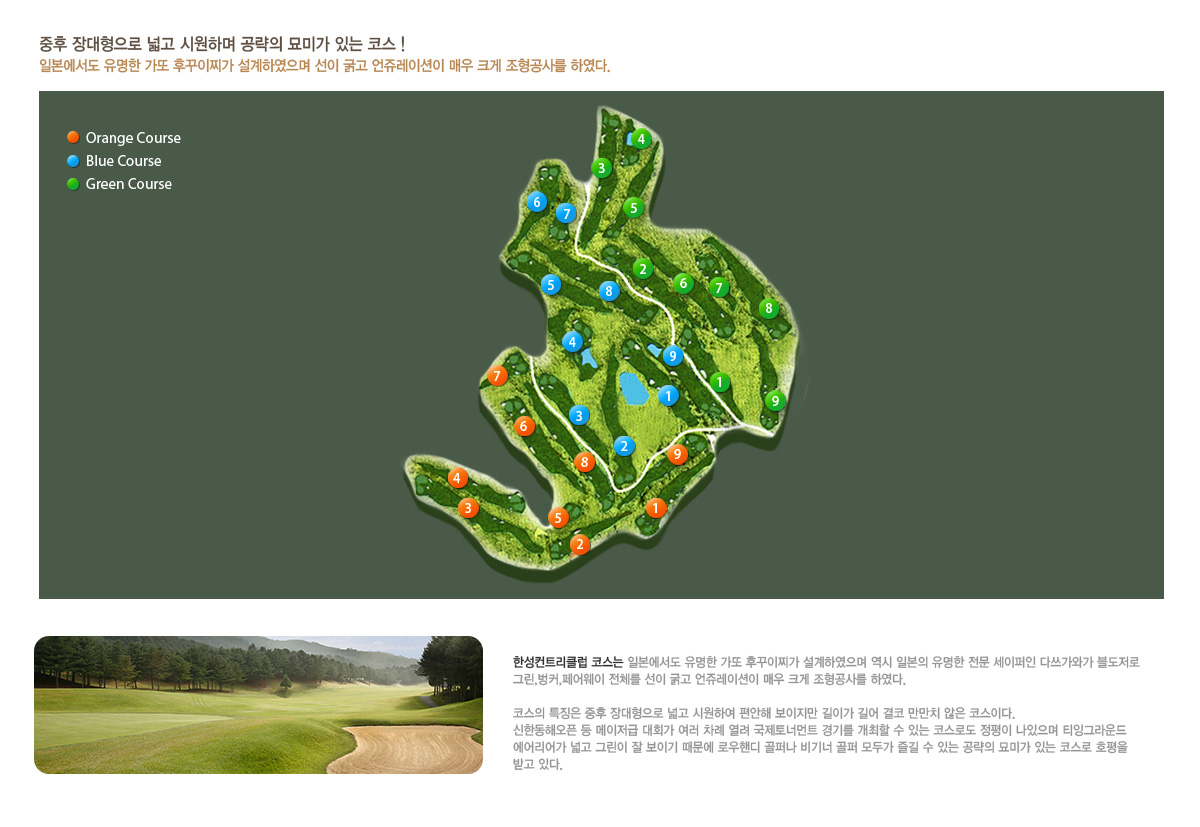 중후 장대형으로 넓고 시원하며 공략의 묘미가 있는 코스 !
일본에서도 유명한 가또 후꾸이찌가 설계하였으며 선이 굵고 언쥬레이션이 매우 크게 조형공사를 하였다.
Orange Course
Blue Course
Green Course
4
3
6
7
5
2
6
7
5
8
8
4
9
7
1
1
9
3
6
2
9
8
4
3
1
5
2
한성컨트리클럽 코스는 일본에서도 유명한 가또 후꾸이찌가 설계하였으며 역시 일본의 유명한 전문 세이퍼인 다쓰가와가 블도저로
그린,벙커,페어웨이 전체를 선이 굵고 언쥬레이션이 매우 크게 조형공사를 하였다.
코스의 특징은 중후 장대형으로 넓고 시원하여 편안해 보이지만 길이가 길어 결코 만만치 않은 코스이다.
신한동해오픈 등 메이저급 대회가 여러 차례 열려 국제토너먼트 경기를 개최할 수 있는 코스로도 정평이 나있으며 티잉그라운드
에어리어가 넓고 그린이 잘 보이기 때문에 로우핸디 골퍼나 비기너 골퍼 모두가 즐길 수 있는 공략의 묘미가 있는 코스로 호평을
받고 있다.